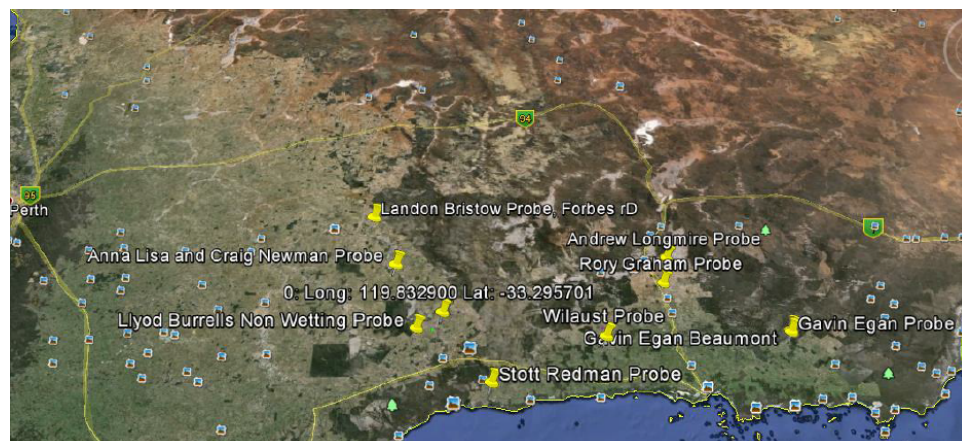 94
95
Perth
Landon Bristow Probe, Forbes rD
Andrew Longmire Probe
Anna Lisa and Craig Newman Probe
Rory Graham Probe
0: Long: 119.832900 Lat: -33.295701
Llyod Burrells Non Wetting Probe
Wilaust Probe
Gavin Egan Probe
Gavin Egan Beaumont
Stott Redman Probe